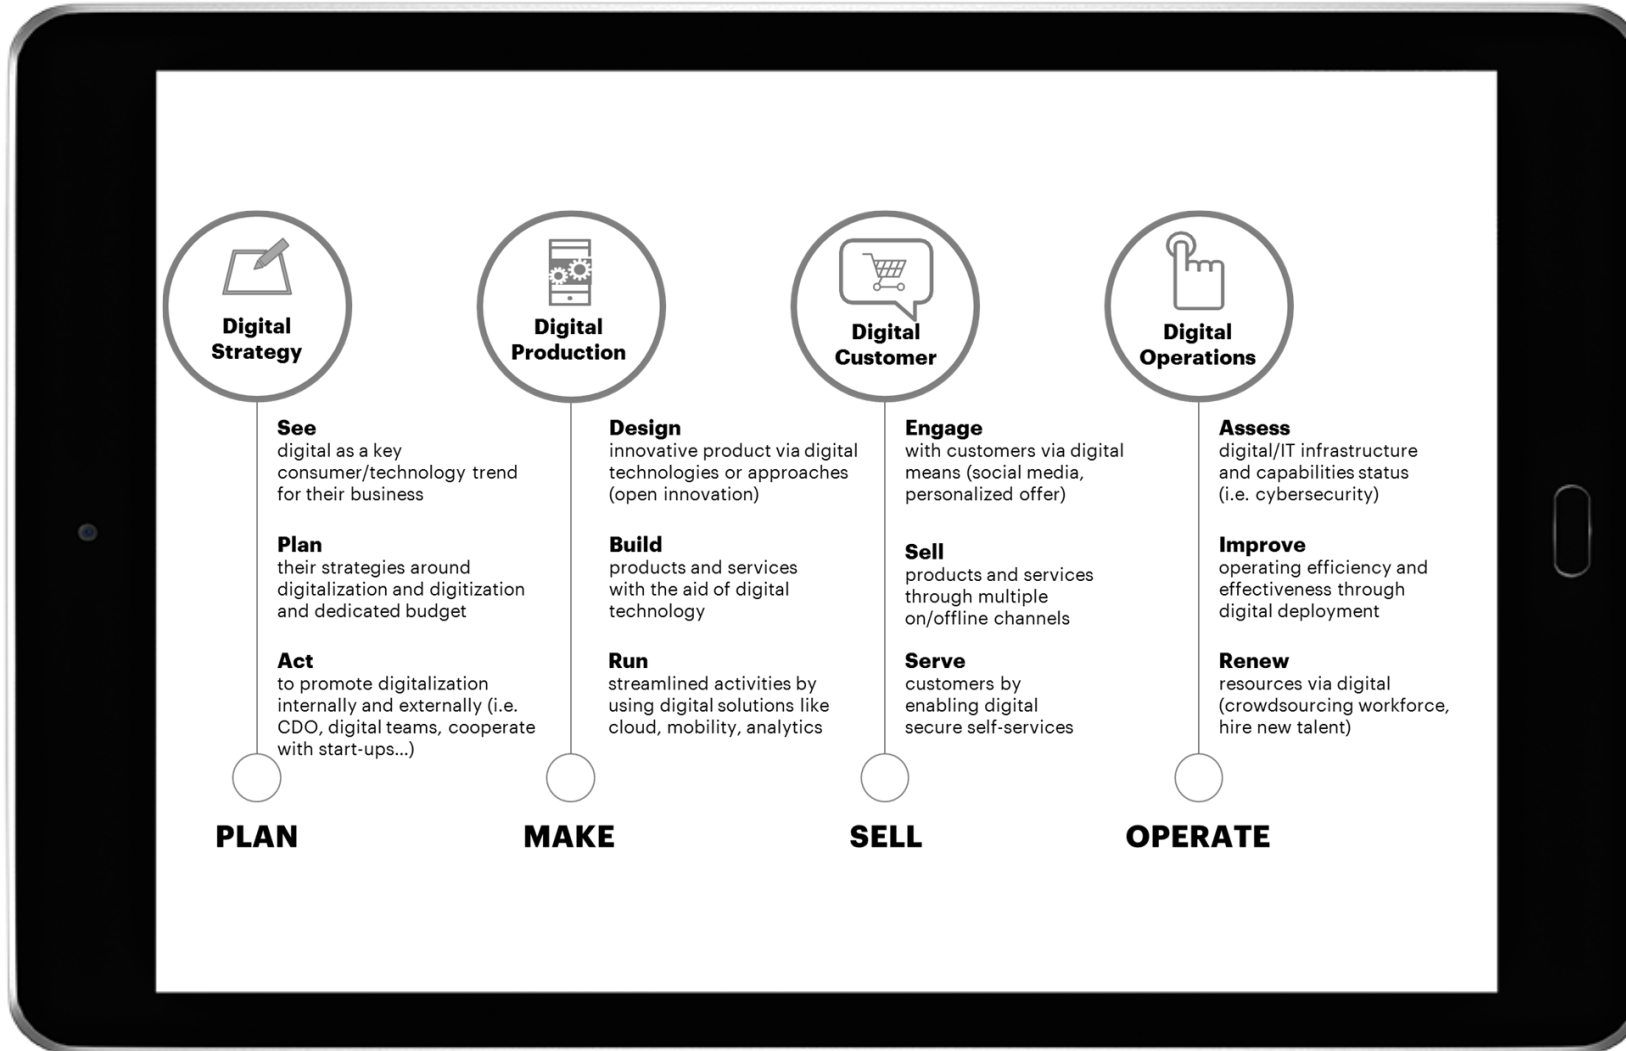 Digital
Strategy
See
digital as a key
consumer/technology trend
for their business
Plan
their strategies around
digitalization and digitization
and dedicated budget
Act
to promote digitalization
internally and externally (i.e.
CDO, digital teams, cooperate
with start-ups...)
PLAN
Digital
Production
Design
innovative product via digital
technologies or approaches
(open innovation)
Build
products and services
with the aid of digital
technology
Run
streamlined activities by
using digital solutions like
cloud, mobility, analytics
MAKE
Digital
Customer
Engage
with customers via digital
means (social media,
personalized offer)
Sell
products and services
through multiple
on/offline channels
Serve
customers by
enabling digital
secure self-services
SELL
Digital
Operations
Assess
digital/IT infrastructure
and capabilities status
(i.e. cybersecurity)
Improve
operating efficiency and
effectiveness through
digital deployment
Renew
resources via digital
(crowdsourcing workforce,
hire new talent)
OPERATE